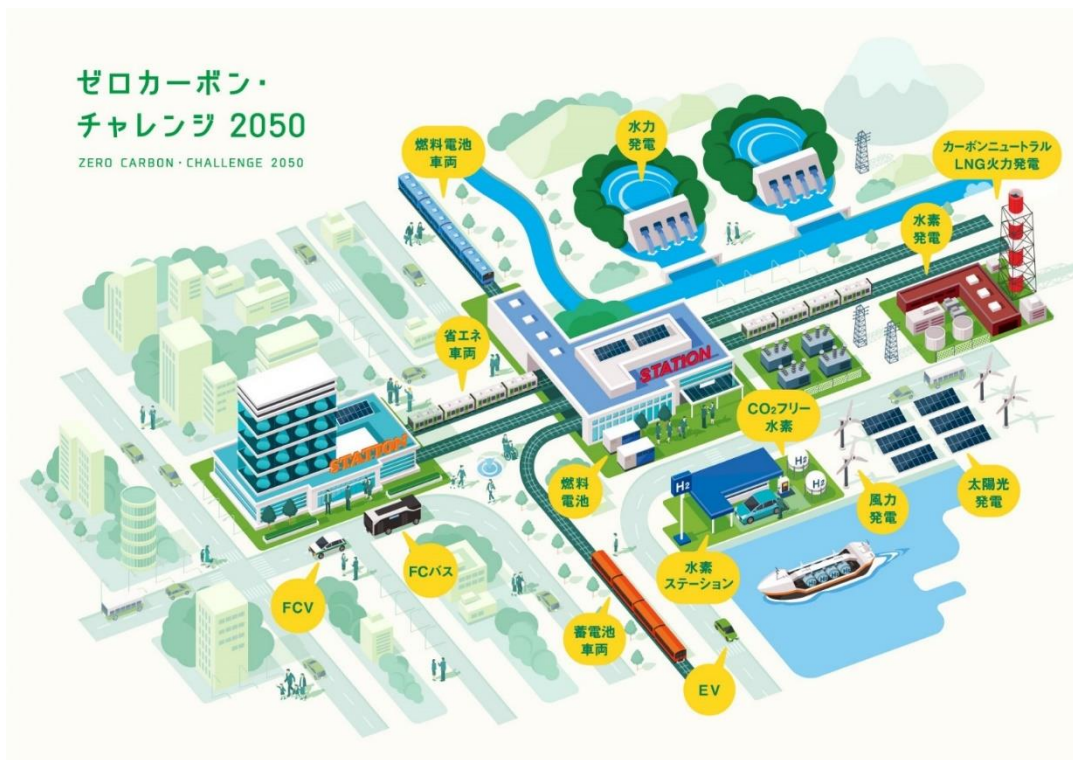 ゼロカーボン・
チャレンジ 2050
ZERO CARBON・CHALLENGE 2050
燃料電池
車両
水力
発電
カーボンニュートラル
LNG火力発電
水素
発電
省エネ
車両
STATION
STATION
CO₂フリー
水素
H2
H2
H2
燃料
電池
風力
発電
太陽光
発電
水素
ステーション
FCバス
FCV
蓄電池
車両
EV